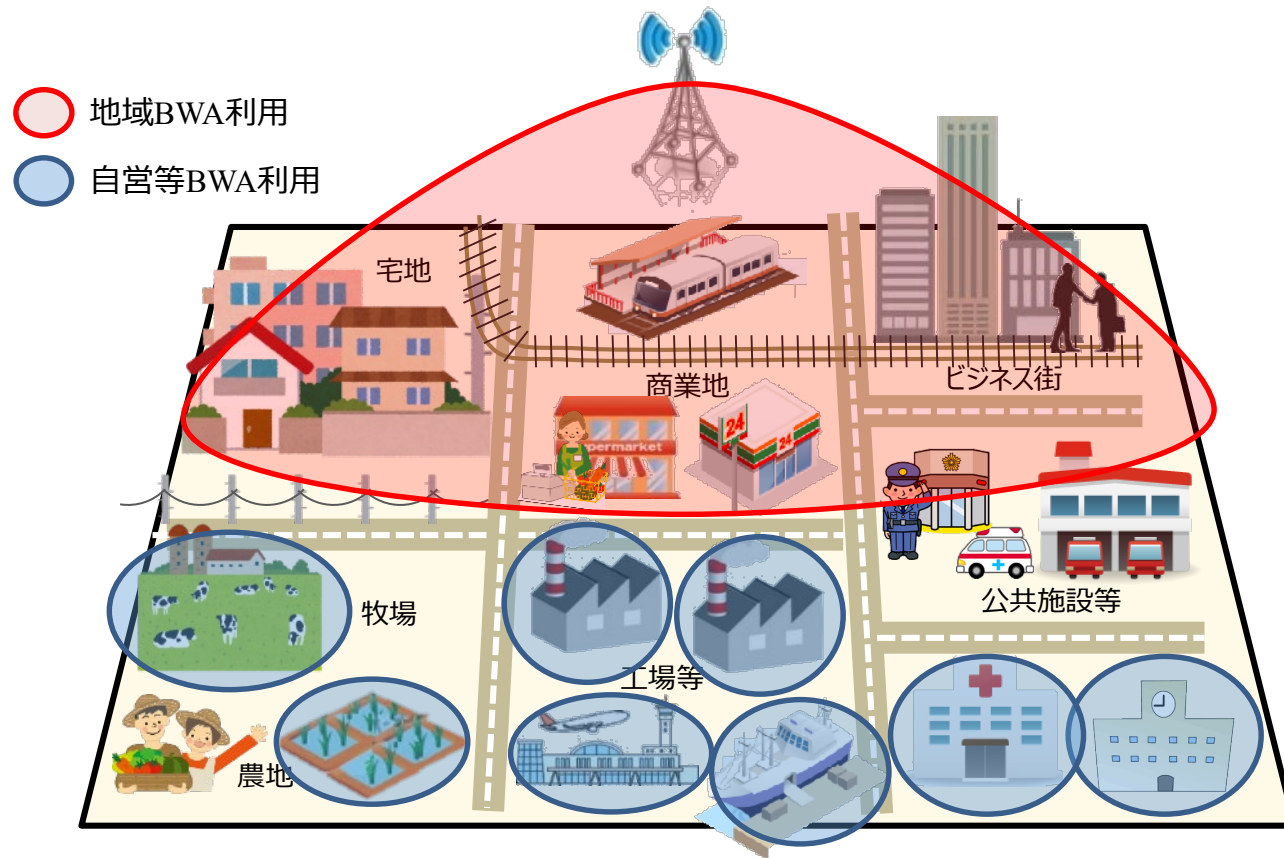 地域BWA利用
自営等BWA利用
宅地
商業地
ビジネス街
24
24
permarket
牧場
公共施設等
工場等
農地